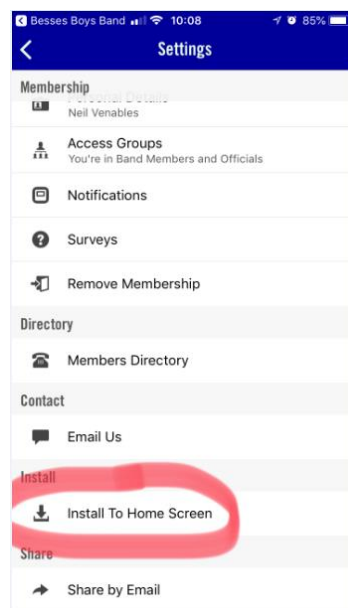 Besses Boys Band 10:08 85%
Settings
Membership
Personal Details
Neil Venables
Access Groups
You're in Band Members and Officials
Notifications
Surveys
Remove Membership
Directory
Members Directory
Contact
Email Us
Install
Install To Home Screen
Share
Share by Email